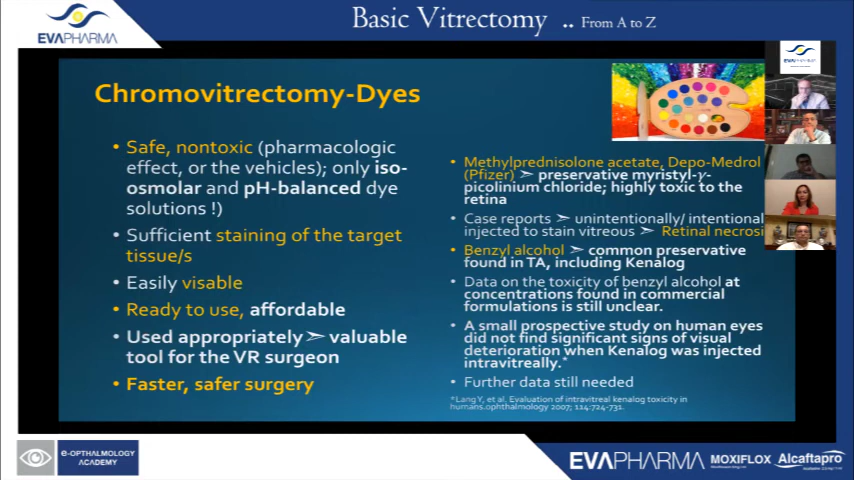 EVAPHARMA
Basic Vitrectomy .. From A to Z
Chromovitrectomy-Dyes
• Safe, nontoxic (pharmacologic
effect, or the vehicles); only iso-
osmolar and pH-balanced dye
solutions !)
• Sufficient staining of the target
tissue/s
• Easily visable
• Ready to use, affordable
• Used appropriately ➣ valuable
tool for the VR surgeon
• Faster, safer surgery
• Methylprednisolone acetate, Depo-Medrol
(Pfizer) ➣ preservative myristyl-γ-
picolinium chloride; highly toxic to the
retina
• Case reports ➣ unintentionally/ intentional
injected to stain vitreous ➣ Retinal necrosi
• Benzyl alcohol ➣ common preservative
found in TA, including Kenalog
• Data on the toxicity of benzyl alcohol at
concentrations found in commercial
formulations is still unclear.
• A small prospective study on human eyes
did not find significant signs of visual
deterioration when Kenalog was injected
intravitreally.*
• Further data still needed
*Lang Y, et al. Evaluation of intravitreal kenalog toxicity in
humans.ophthalmology 2007; 114:724-731.
e-OPTHALMOLOGY
ACADEMY
EVAPHARMA MOXIFLOX Alcaftapro